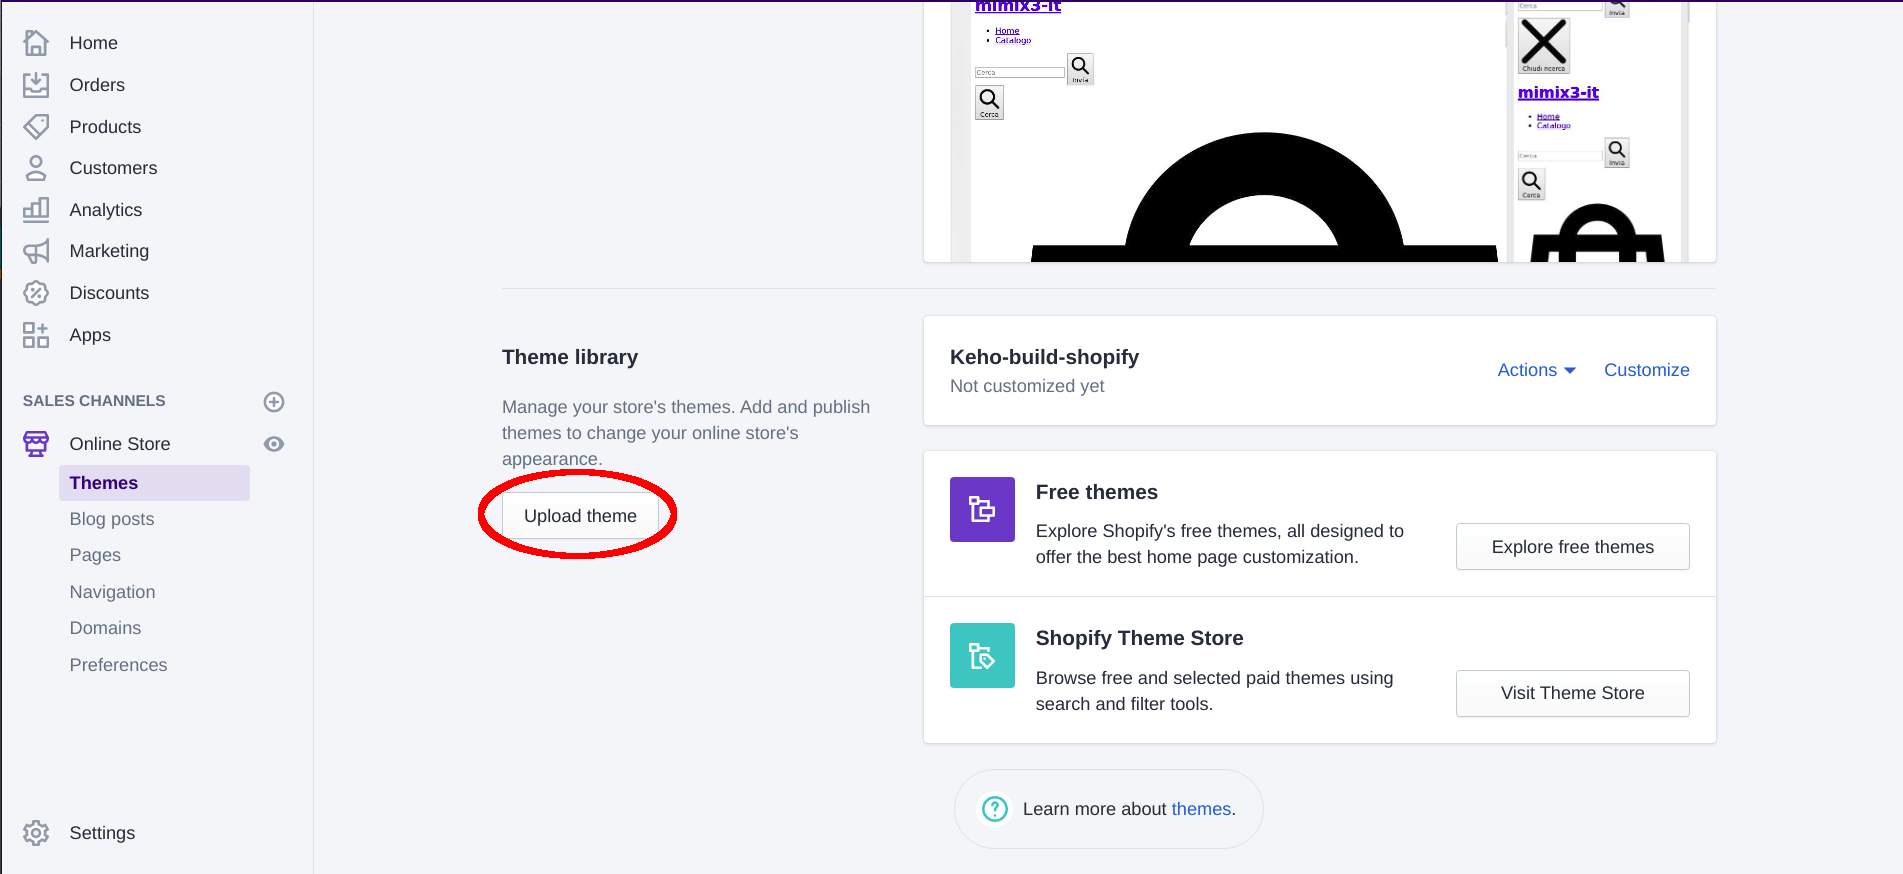 Home
Orders
Products
Customers
Analytics
Marketing
Discounts
Apps
SALES CHANNELS
Online Store
Themes
Blog posts
Pages
Navigation
Domains
Preferences
Settings
mimix3-it
Home
Catalogo
Cerca
Invia
Cerca
Cerca
Invia
Chiudi ricerca
mimix3-it
Home
Catalogo
Cerca
Invia
Cerca
Theme library
Manage your store's themes. Add and publish
themes to change your online store's
appearance.
Upload theme
Keho-build-shopify
Not customized yet
Actions
Customize
Free themes
Explore Shopify's free themes, all designed to
offer the best home page customization.
Explore free themes
Shopify Theme Store
Browse free and selected paid themes using
search and filter tools.
Visit Theme Store
Learn more about themes.